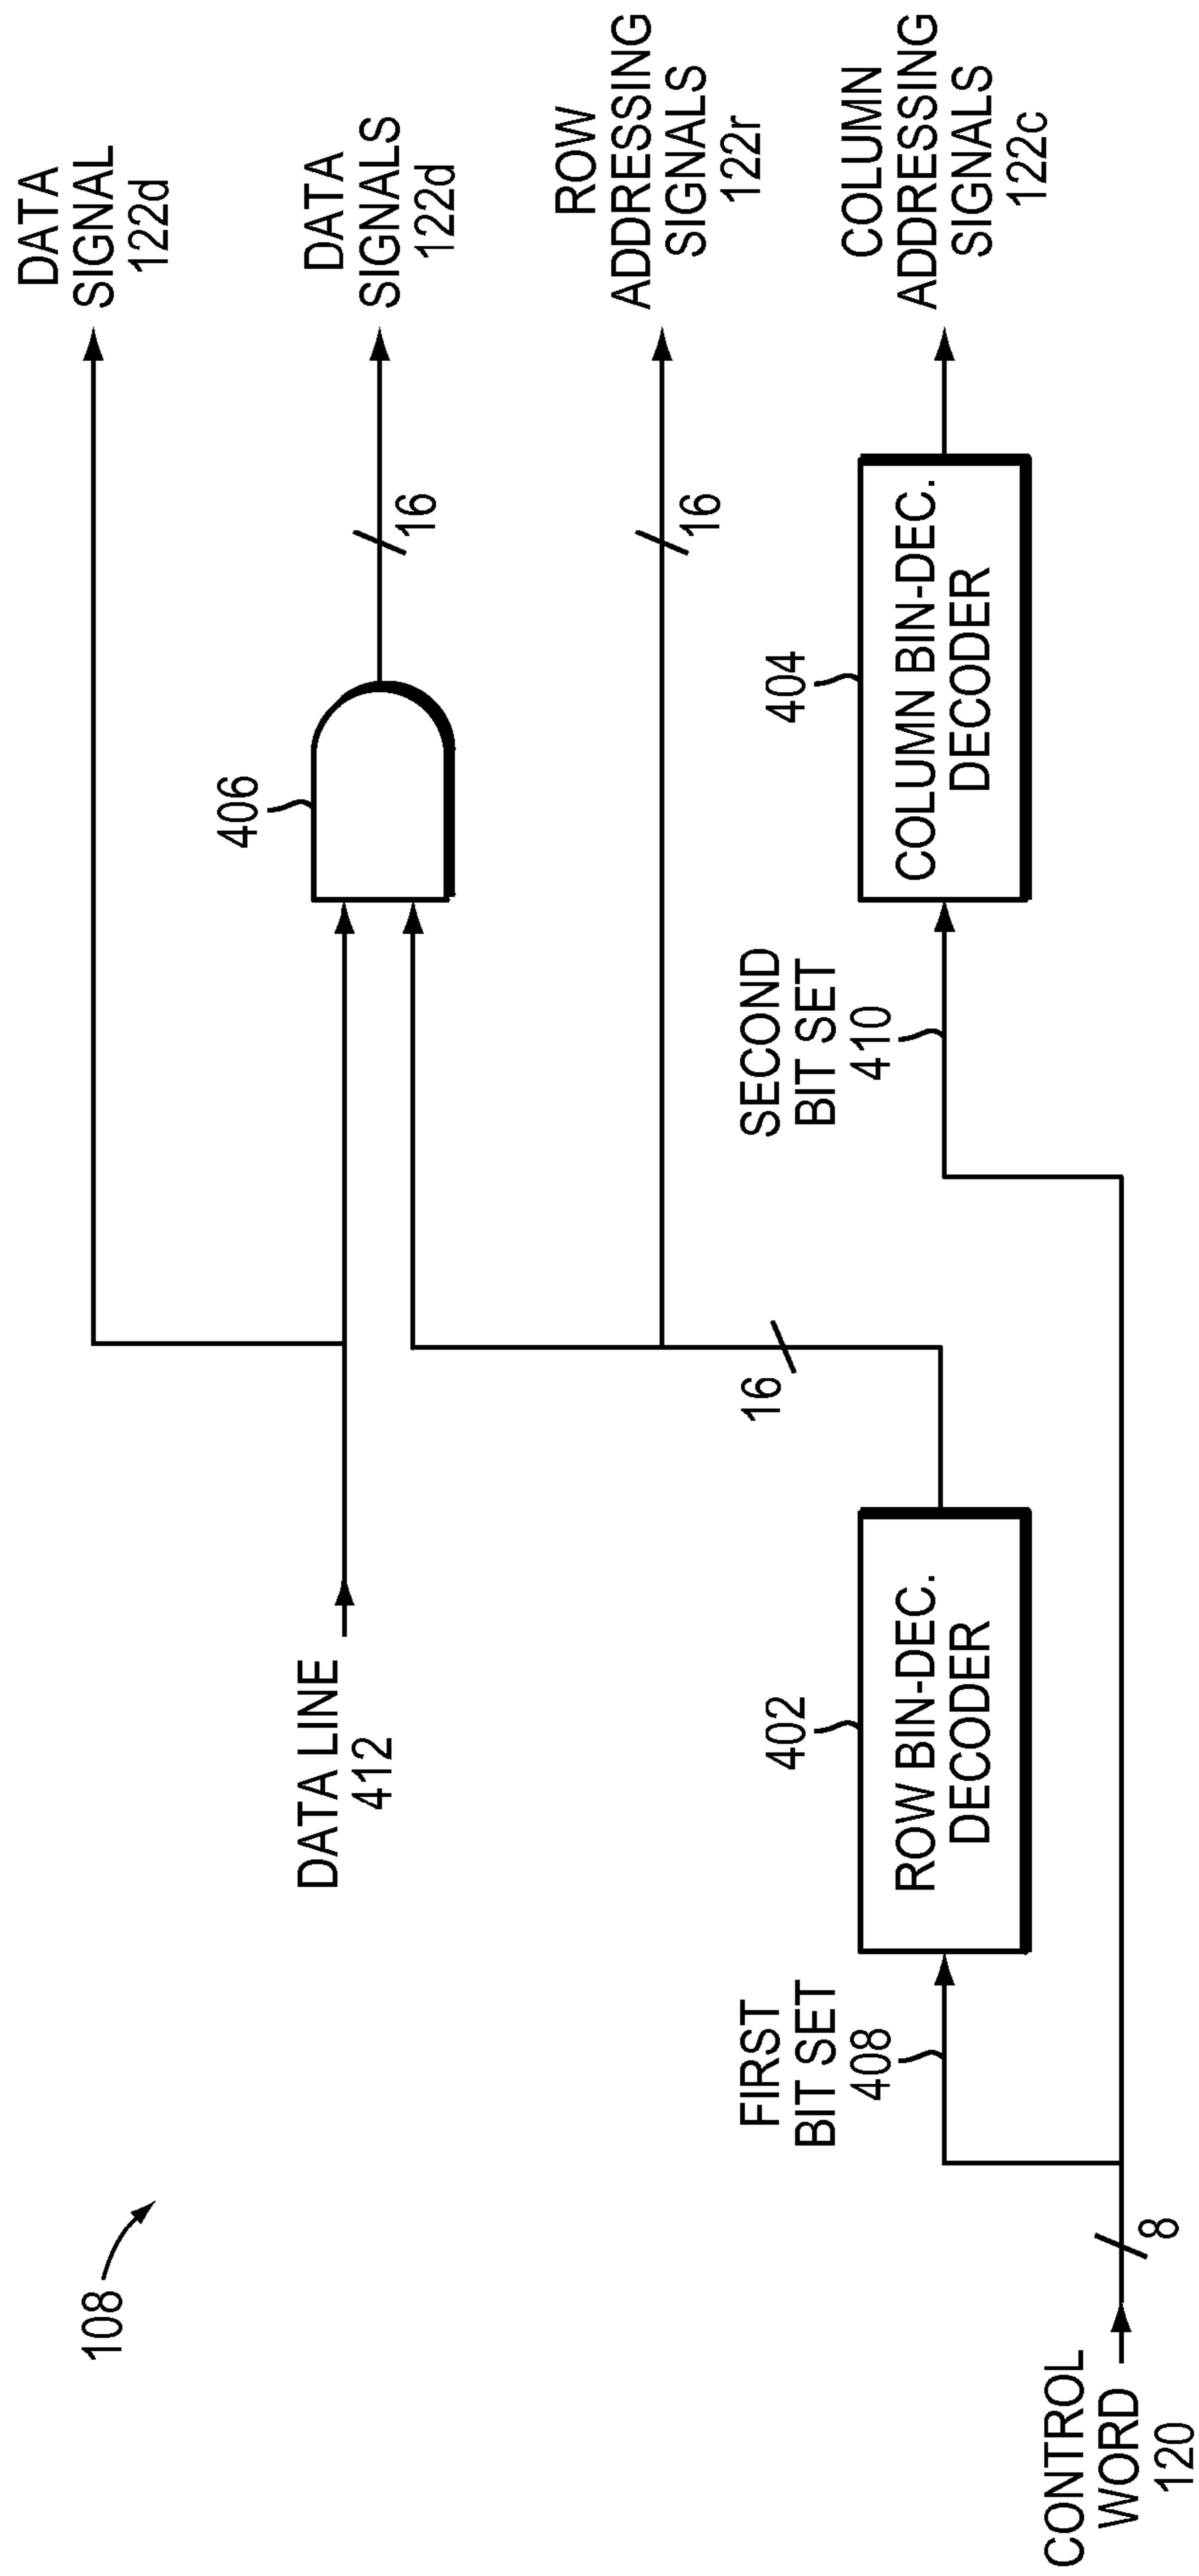 108
DATA
SIGNAL
122d
DATA
SIGNALS
122d
ROW
ADDRESSING
SIGNALS
122r
COLUMN
ADDRESSING
SIGNALS
122c
DATA LINE
412
406
16
16
16
FIRST
BIT SET
408
402
ROW BIN-DEC.
DECODER
SECOND
BIT SET
410
404
COLUMN BIN-DEC.
DECODER
CONTROL
WORD
120
8